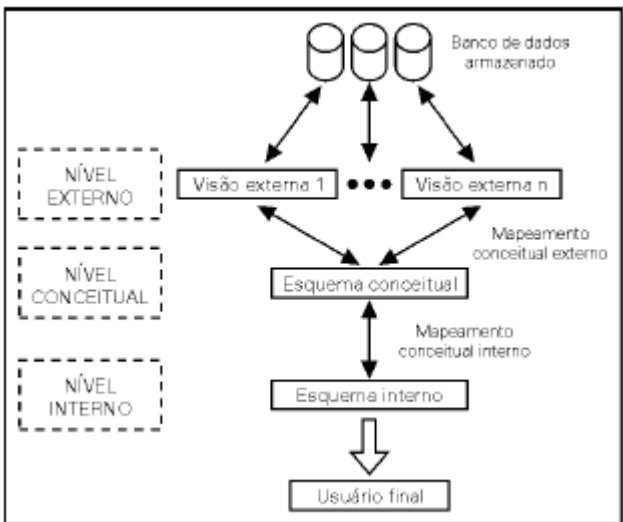 Banco de dados
armazenado
NÍVEL
EXTERNO
Visão externa 1
Visão externa n
Mapeamento
conceitual externo
NÍVEL
CONCEITUAL
Esquema conceitual
Mapeamento
conceitual interno
NÍVEL
INTERNO
Esquema interno
Usuário final